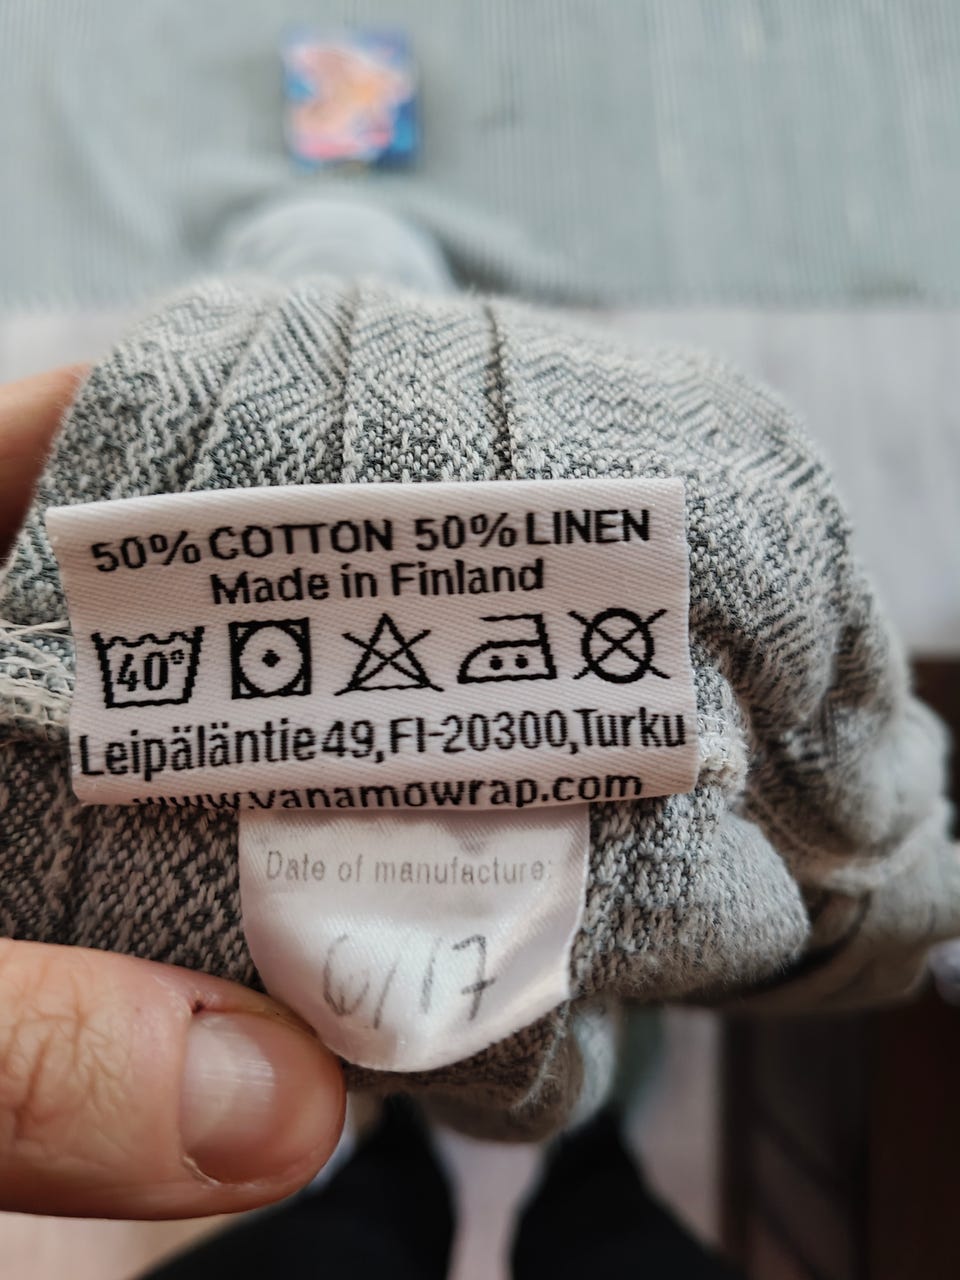 50% COTTON 50% LINEN
Made in Finland
40°
Leipäläntie 49, FI-20300, Turku
www.vanamowrap.com
Date of manufacture:
6/17